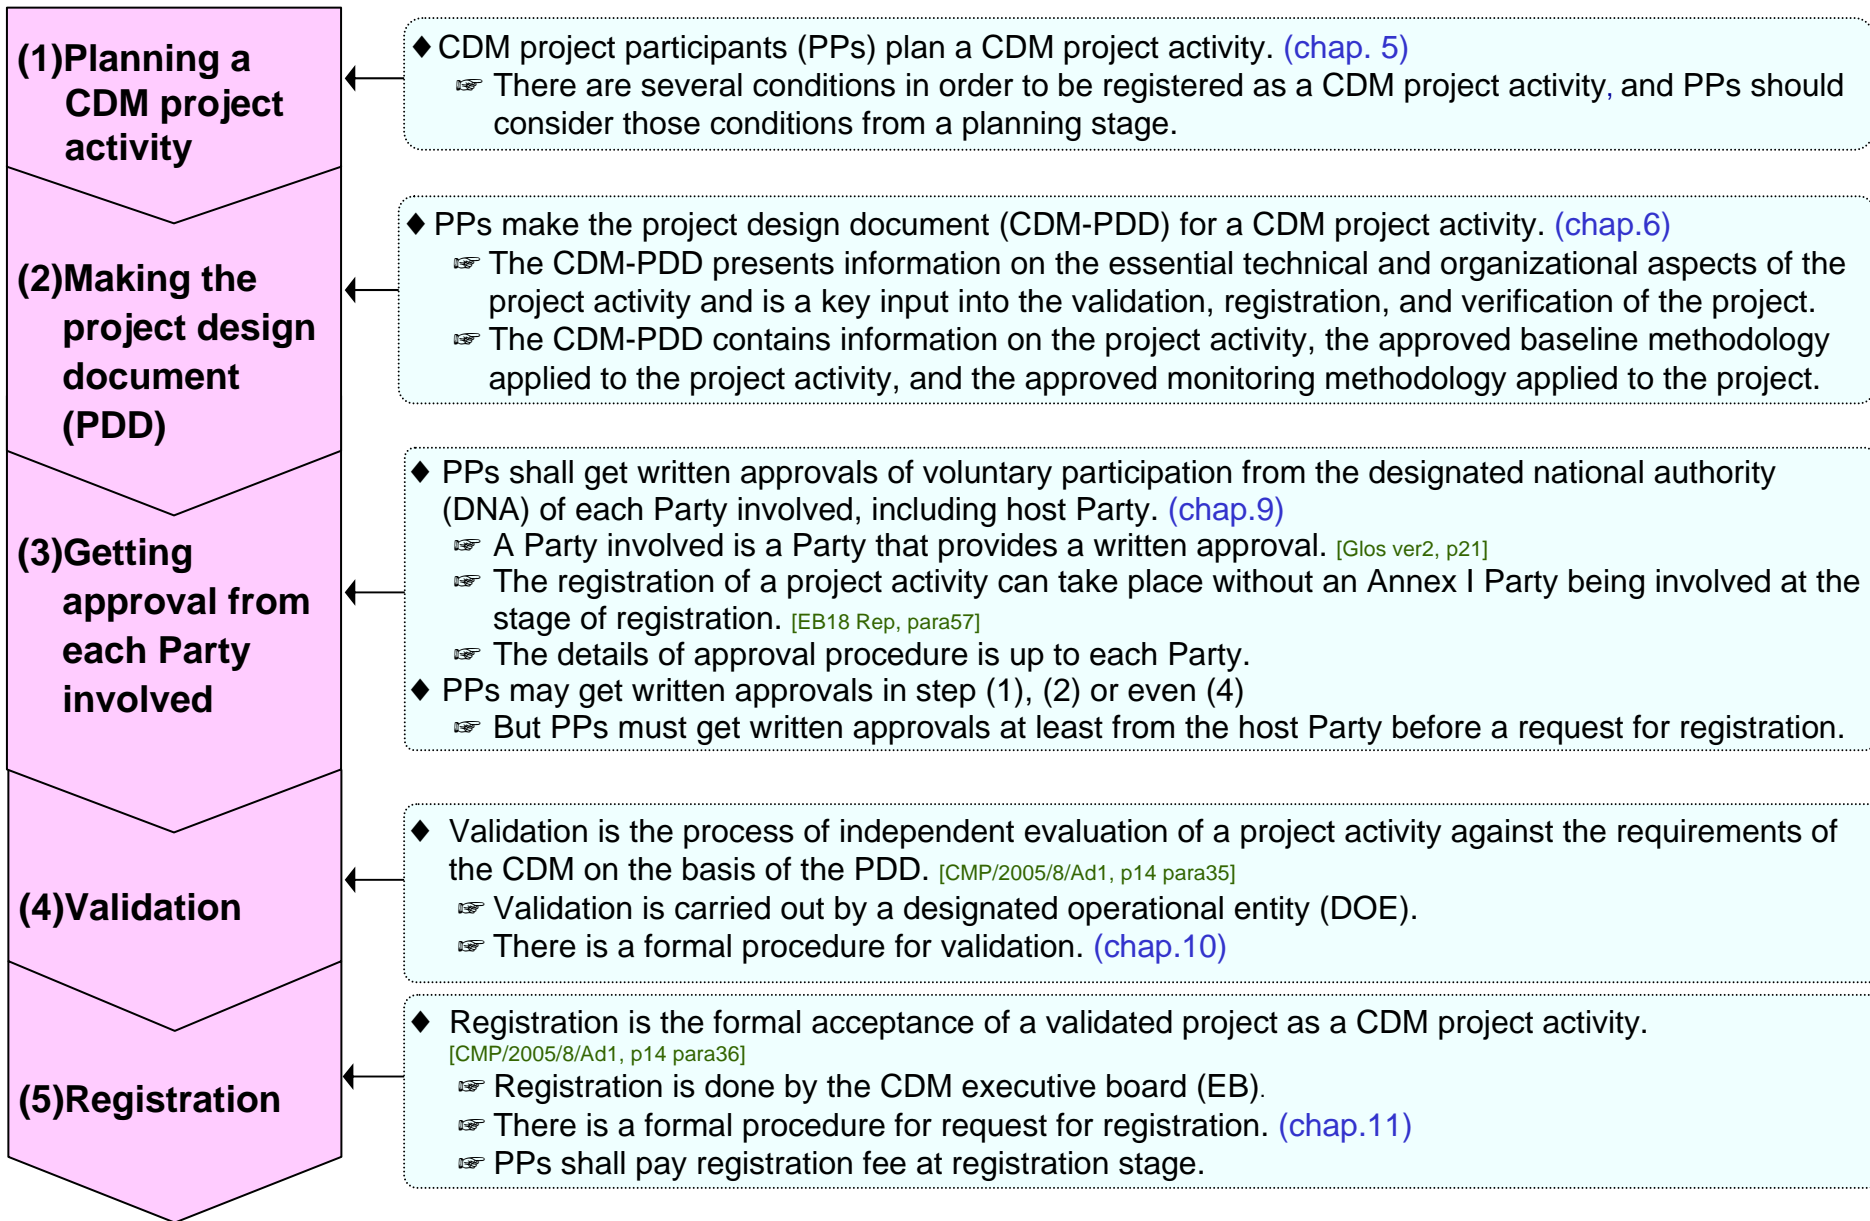 (1)Planning a
CDM project
activity
♦ CDM project participants (PPs) plan a CDM project activity. (chap. 5)
☞ There are several conditions in order to be registered as a CDM project activity, and PPs should
consider those conditions from a planning stage.
(2)Making the
project design
document
(PDD)
♦ PPs make the project design document (CDM-PDD) for a CDM project activity. (chap.6)
☞ The CDM-PDD presents information on the essential technical and organizational aspects of the
project activity and is a key input into the validation, registration, and verification of the project.
☞ The CDM-PDD contains information on the project activity, the approved baseline methodology
applied to the project activity, and the approved monitoring methodology applied to the project.
(3)Getting
approval from
each Party
involved
♦ PPs shall get written approvals of voluntary participation from the designated national authority
(DNA) of each Party involved, including host Party. (chap.9)
☞ A Party involved is a Party that provides a written approval. [Glos ver2, p21]
☞ The registration of a project activity can take place without an Annex I Party being involved at the
stage of registration. [EB18 Rep, para57]
☞ The details of approval procedure is up to each Party.
♦ PPs may get written approvals in step (1), (2) or even (4)
☞ But PPs must get written approvals at least from the host Party before a request for registration.
(4)Validation
♦ Validation is the process of independent evaluation of a project activity against the requirements of
the CDM on the basis of the PDD. [CMP/2005/8/Ad1, p14 para35]
☞ Validation is carried out by a designated operational entity (DOE).
☞ There is a formal procedure for validation. (chap.10)
(5)Registration
♦ Registration is the formal acceptance of a validated project as a CDM project activity.
[CMP/2005/8/Ad1, p14 para36]
☞ Registration is done by the CDM executive board (EB).
☞ There is a formal procedure for request for registration. (chap.11)
☞ PPs shall pay registration fee at registration stage.